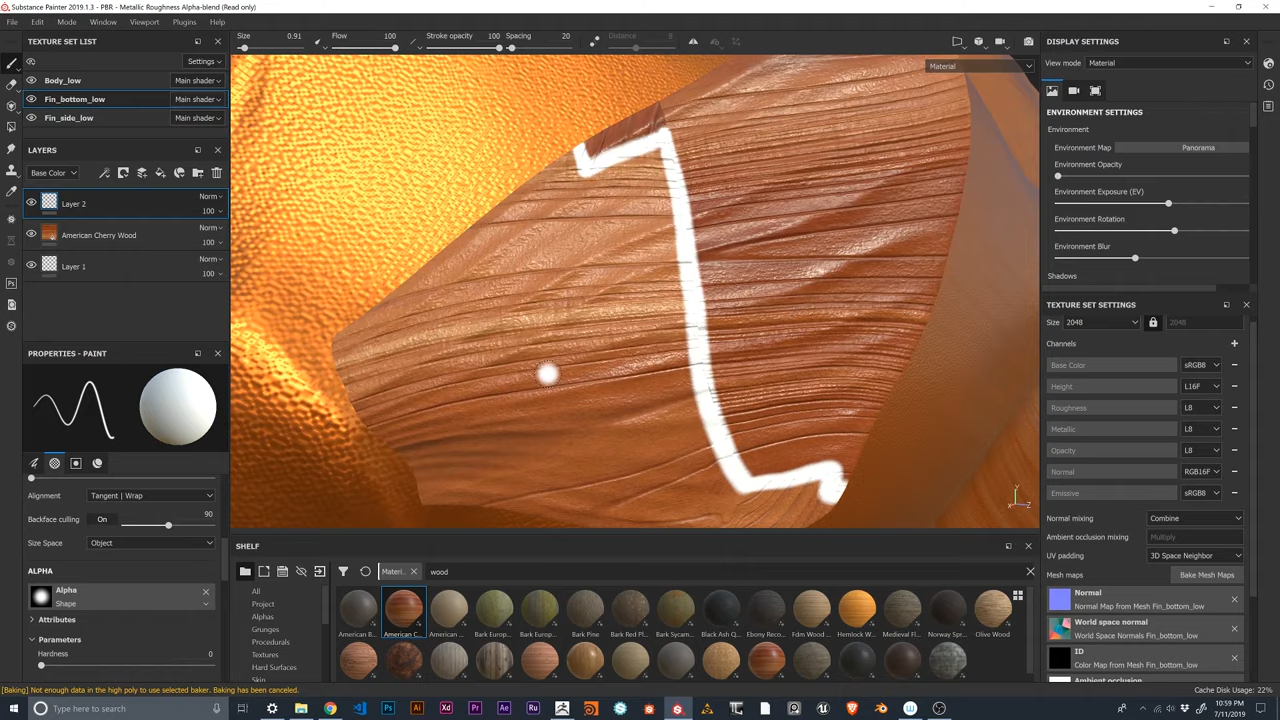 Substance Painter 2019.1.3 - PBR - Metallic Roughness Alpha-blend (Read only)
File Edit Mode Window Viewport Plugins Help
TEXTURE SET LIST
Settings
Body_low Main shader
Fin_bottom_low Main shader
Fin_side_low Main shader
LAYERS
Base Color
Layer 2 Norm 100
American Cherry Wood Norm 100
Layer 1 Norm 100
PROPERTIES - PAINT
Alignment Tangent | Wrap
Backface culling On 90
Size Space Object
ALPHA
Alpha
Shape
Attributes
Parameters
Hardness 0
Size 0.91 Flow 100 Stroke opacity 100 Spacing 20 Distance 8
Material
SHELF
Materi... wood
All
Project
Alphas
Grunges
Procedurals
Textures
Hard Surfaces
Skin
American B... American C... American ... Bark Europ... Bark Europ... Bark Pine Bark Red Pl... Bark Sycam... Black Ash Q... Ebony Reco... Fdm Wood ... Hemlock W... Medieval Fl... Norway Spr... Olive Wood
DISPLAY SETTINGS
View mode Material
ENVIRONMENT SETTINGS
Environment
Environment Map Panorama
Environment Opacity
Environment Exposure (EV)
Environment Rotation
Environment Blur
Shadows
TEXTURE SET SETTINGS
Size 2048 2048
Channels
Base Color sRGB8
Height L16F
Roughness L8
Metallic L8
Opacity L8
Normal RGB16F
Emissive sRGB8
Normal mixing Combine
Ambient occlusion mixing Multiply
UV padding 3D Space Neighbor
Mesh maps Bake Mesh Maps
Normal
Normal Map from Mesh Fin_bottom_low
World space normal
World Space Normals Fin_bottom_low
ID
Color Map from Mesh Fin_bottom_low
Ambient occlusion
[Baking] Not enough data in the high poly to use selected baker. Baking has been canceled. Cache Disk Usage: 22%
Type here to search
10:59 PM
7/11/2019